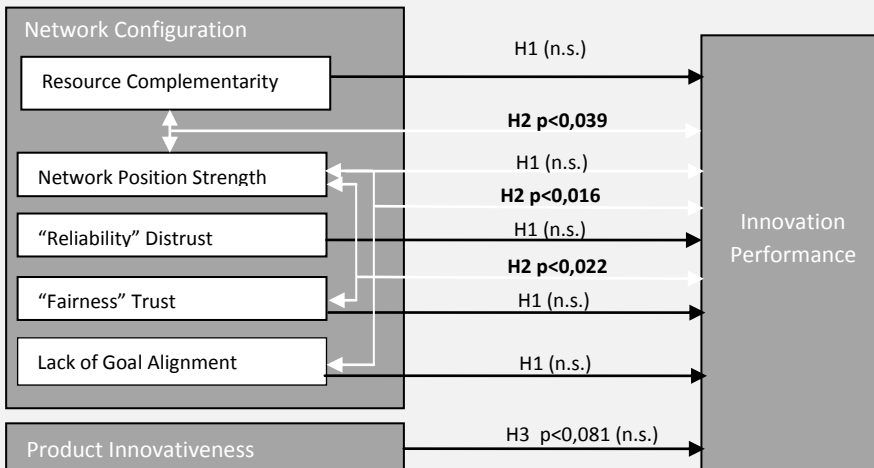 Network Configuration
H1 (n.s.)
Resource Complementarity
H2 p<0,039
H1 (n.s.)
Network Position Strength
H2 p<0,016
H1 (n.s.)
"Reliability" Distrust
Innovation
Performance
H2 p<0,022
"Fairness" Trust
H1 (n.s.)
Lack of Goal Alignment
H1 (n.s.)
H3 p<0,081 (n.s.)
Product Innovativeness